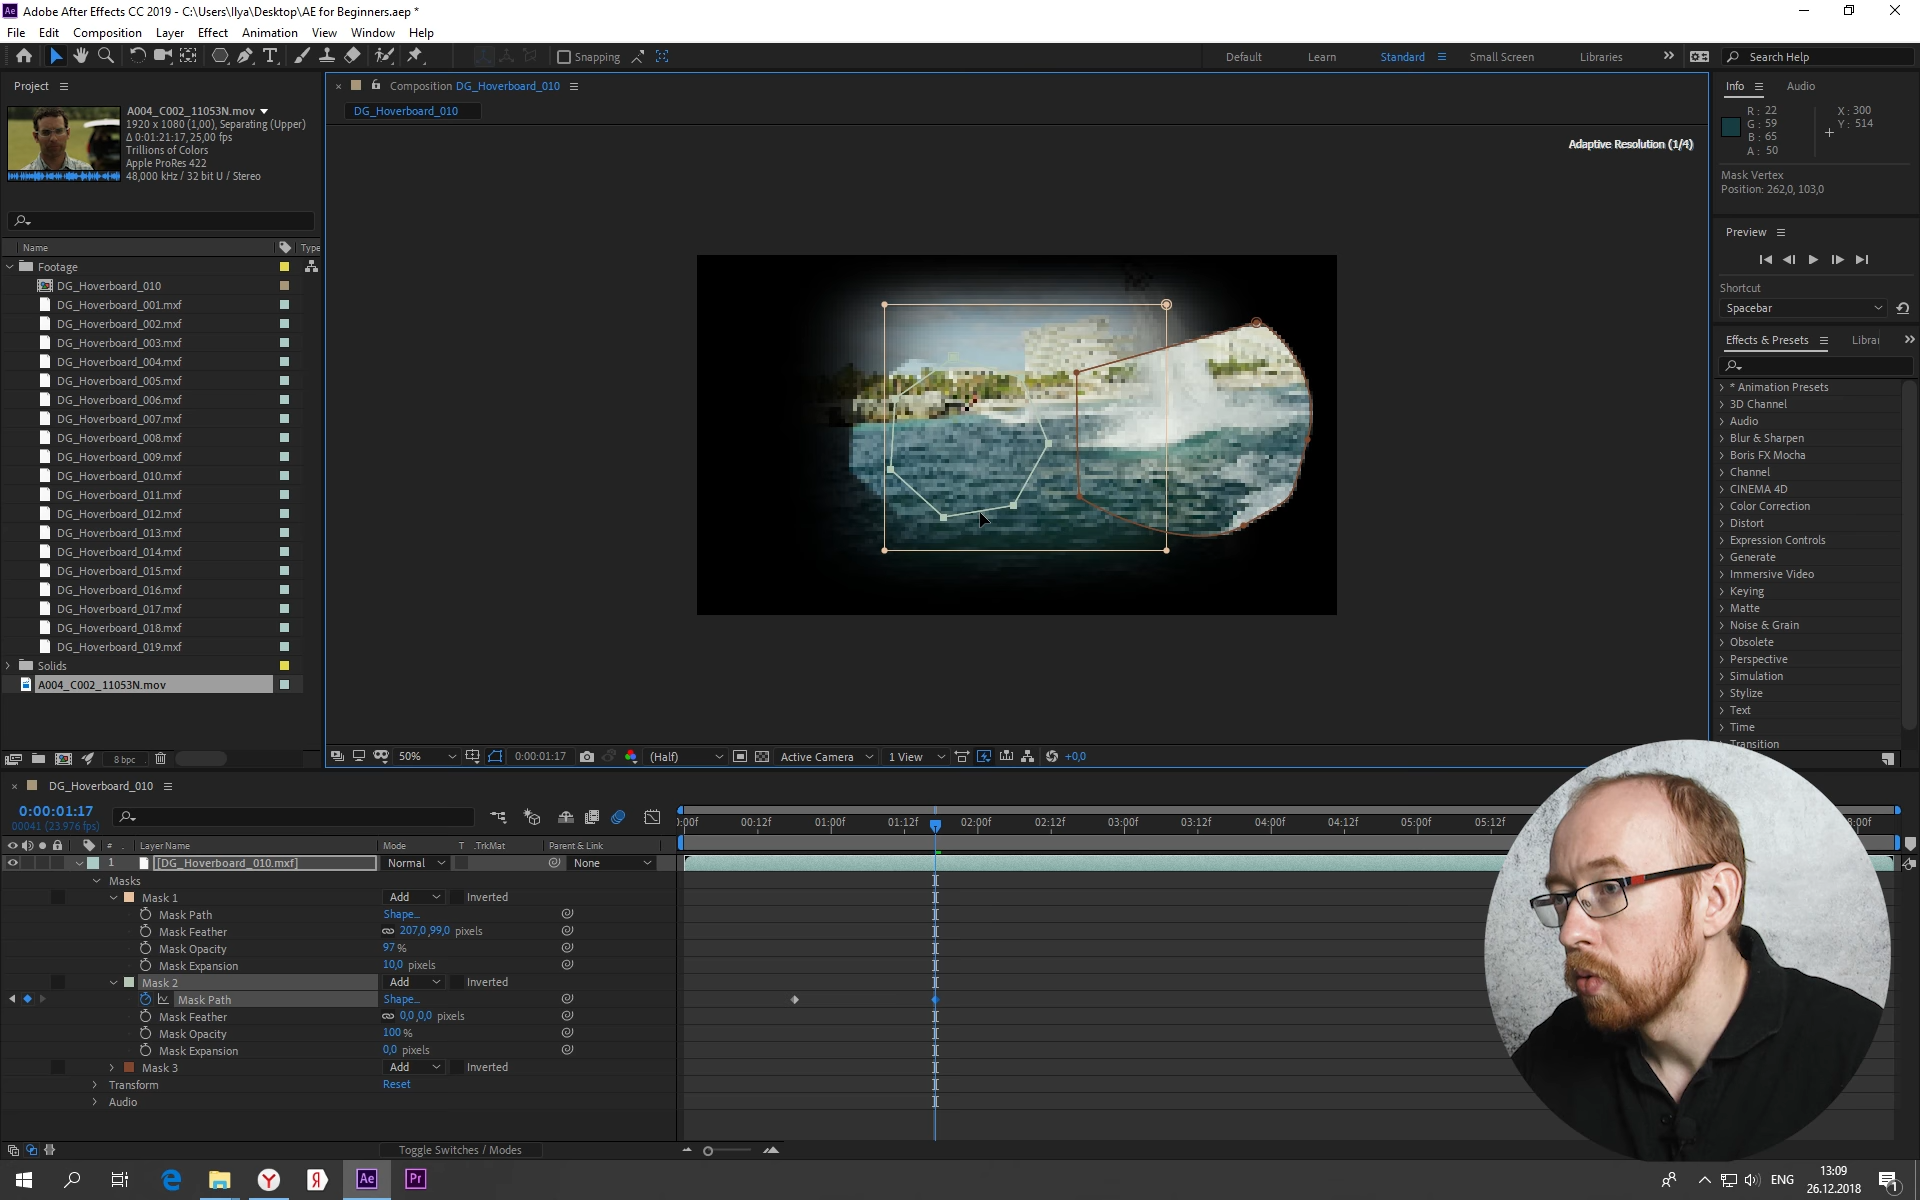 Ae Adobe After Effects CC 2019 - C:\Users\Ilya\Desktop\AE for Beginners.aep *
File Edit Composition Layer Effect Animation View Window Help
Snapping
Default Learn Standard Small Screen Libraries
Search Help
Project
A004_C002_11053N.mov
1920 x 1080 (1,00), Separating (Upper)
Δ 0:01:21:17, 25,00 fps
Trillions of Colors
Apple ProRes 422
48,000 kHz / 32 bit U / Stereo
Name Type
Footage
DG_Hoverboard_010
DG_Hoverboard_001.mxf
DG_Hoverboard_002.mxf
DG_Hoverboard_003.mxf
DG_Hoverboard_004.mxf
DG_Hoverboard_005.mxf
DG_Hoverboard_006.mxf
DG_Hoverboard_007.mxf
DG_Hoverboard_008.mxf
DG_Hoverboard_009.mxf
DG_Hoverboard_010.mxf
DG_Hoverboard_011.mxf
DG_Hoverboard_012.mxf
DG_Hoverboard_013.mxf
DG_Hoverboard_014.mxf
DG_Hoverboard_015.mxf
DG_Hoverboard_016.mxf
DG_Hoverboard_017.mxf
DG_Hoverboard_018.mxf
DG_Hoverboard_019.mxf
Solids
A004_C002_11053N.mov
8 bpc
Composition DG_Hoverboard_010
DG_Hoverboard_010
Adaptive Resolution (1/4)
50% 0:00:01:17 (Half) Active Camera 1 View +0,0
Info Audio
R : 22 X : 300
G : 59 Y : 514
B : 65
A : 50
Mask Vertex
Position: 262,0, 103,0
Preview
Shortcut
Spacebar
Effects & Presets Librai
* Animation Presets
3D Channel
Audio
Blur & Sharpen
Boris FX Mocha
Channel
CINEMA 4D
Color Correction
Distort
Expression Controls
Generate
Immersive Video
Keying
Matte
Noise & Grain
Obsolete
Perspective
Simulation
Stylize
Text
Time
Transition
DG_Hoverboard_010
0:00:01:17
00041 (23.976 fps)
:00f 00:12f 01:00f 01:12f 02:00f 02:12f 03:00f 03:12f 04:00f 04:12f 05:00f 05:12f 8:00f
# Layer Name Mode T .TrkMat Parent & Link
1 [DG_Hoverboard_010.mxf] Normal None
Masks
Mask 1 Add Inverted
Mask Path Shape...
Mask Feather 207,0,99,0 pixels
Mask Opacity 97 %
Mask Expansion 10,0 pixels
Mask 2 Add Inverted
Mask Path Shape...
Mask Feather 0,0,0,0 pixels
Mask Opacity 100 %
Mask Expansion 0,0 pixels
Mask 3 Add Inverted
Transform Reset
Audio
Toggle Switches / Modes
Я Ae Pr
ENG
13:09
26.12.2018
1